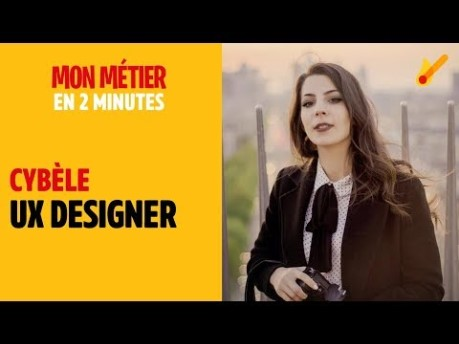 MON MÉTIER
EN 2 MINUTES
CYBÈLE
UX DESIGNER